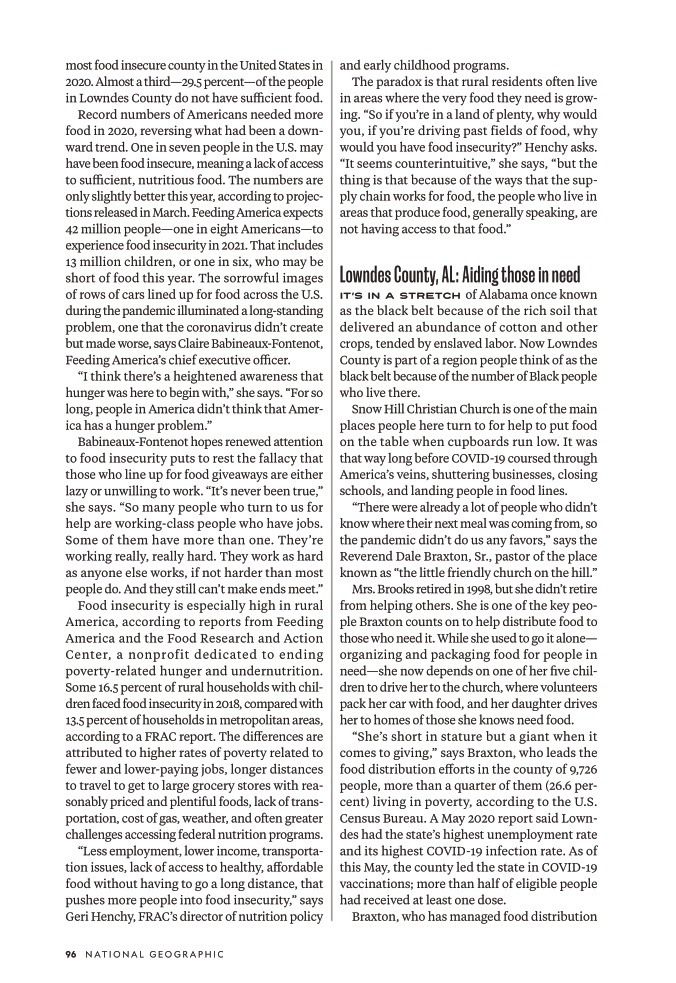 most food insecure county in the United States in
2020. Almost a third—29.5 percent—of the people
in Lowndes County do not have sufficient food.
Record numbers of Americans needed more
food in 2020, reversing what had been a down-
ward trend. One in seven people in the U.S. may
have been food insecure, meaning a lack of access
to sufficient, nutritious food. The numbers are
only slightly better this year, according to projec-
tions released in March. Feeding America expects
42 million people—one in eight Americans—to
experience food insecurity in 2021. That includes
13 million children, or one in six, who may be
short of food this year. The sorrowful images
of rows of cars lined up for food across the U.S.
during the pandemic illuminated a long-standing
problem, one that the coronavirus didn't create
but made worse, says Claire Babineaux-Fontenot,
Feeding America's chief executive officer.
"I think there's a heightened awareness that
hunger was here to begin with," she says. "For so
long, people in America didn't think that Amer-
ica has a hunger problem."
Babineaux-Fontenot hopes renewed attention
to food insecurity puts to rest the fallacy that
those who line up for food giveaways are either
lazy or unwilling to work. "It's never been true,"
she says. "So many people who turn to us for
help are working-class people who have jobs.
Some of them have more than one. They're
working really, really hard. They work as hard
as anyone else works, if not harder than most
people do. And they still can't make ends meet."
Food insecurity is especially high in rural
America, according to reports from Feeding
America and the Food Research and Action
Center, a nonprofit dedicated to ending
poverty-related hunger and undernutrition.
Some 16.5 percent of rural households with chil-
dren faced food insecurity in 2018, compared with
13.5 percent of households in metropolitan areas,
according to a FRAC report. The differences are
attributed to higher rates of poverty related to
fewer and lower-paying jobs, longer distances
to travel to get to large grocery stores with rea-
sonably priced and plentiful foods, lack of trans-
portation, cost of gas, weather, and often greater
challenges accessing federal nutrition programs.
"Less employment, lower income, transporta-
tion issues, lack of access to healthy, affordable
food without having to go a long distance, that
pushes more people into food insecurity," says
Geri Henchy, FRAC's director of nutrition policy
and early childhood programs.
The paradox is that rural residents often live
in areas where the very food they need is grow-
ing. "So if you're in a land of plenty, why would
you, if you're driving past fields of food, why
would you have food insecurity?" Henchy asks.
"It seems counterintuitive," she says, "but the
thing is that because of the ways that the sup-
ply chain works for food, the people who live in
areas that produce food, generally speaking, are
not having access to that food."
Lowndes County, AL: Aiding those in need
IT'S IN A STRETCH of Alabama once known
as the black belt because of the rich soil that
delivered an abundance of cotton and other
crops, tended by enslaved labor. Now Lowndes
County is part of a region people think of as the
black belt because of the number of Black people
who live there.
Snow Hill Christian Church is one of the main
places people here turn to for help to put food
on the table when cupboards run low. It was
that way long before COVID-19 coursed through
America's veins, shuttering businesses, closing
schools, and landing people in food lines.
"There were already a lot of people who didn't
know where their next meal was coming from, so
the pandemic didn't do us any favors," says the
Reverend Dale Braxton, Sr., pastor of the place
known as "the little friendly church on the hill."
Mrs. Brooks retired in 1998, but she didn't retire
from helping others. She is one of the key peo-
ple Braxton counts on to help distribute food to
those who need it. While she used to go it alone—
organizing and packaging food for people in
need—she now depends on one of her five chil-
dren to drive her to the church, where volunteers
pack her car with food, and her daughter drives
her to homes of those she knows need food.
"She's short in stature but a giant when it
comes to giving," says Braxton, who leads the
food distribution efforts in the county of 9,726
people, more than a quarter of them (26.6 per-
cent) living in poverty, according to the U.S.
Census Bureau. A May 2020 report said Lown-
des had the state's highest unemployment rate
and its highest COVID-19 infection rate. As of
this May, the county led the state in COVID-19
vaccinations; more than half of eligible people
had received at least one dose.
Braxton, who has managed food distribution
96 NATIONAL GEOGRAPHIC